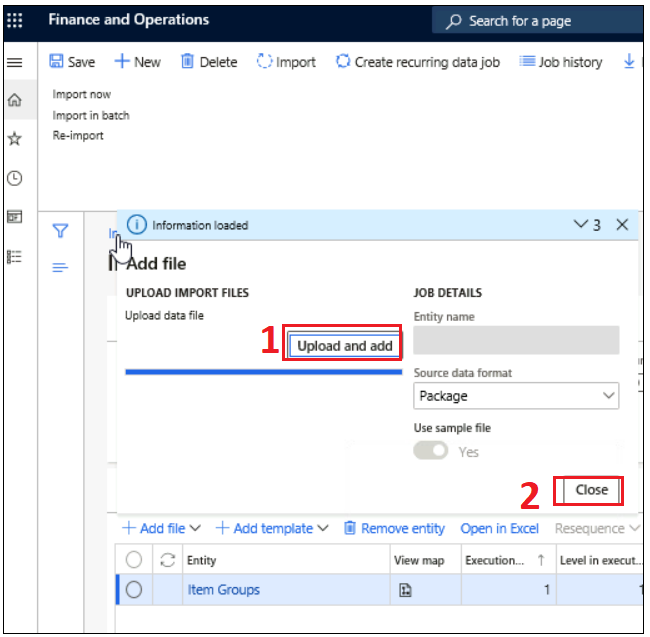 Finance and Operations
Search for a page
Save New Delete Import Create recurring data job Job history
Import now
Import in batch
Re-import
Information loaded 3
Add file
UPLOAD IMPORT FILES
Upload data file
1 Upload and add
JOB DETAILS
Entity name
Source data format
Package
Use sample file
Yes
2 Close
Add file Add template Remove entity Open in Excel Resequence
Entity View map Execution... Level in execut...
Item Groups 1